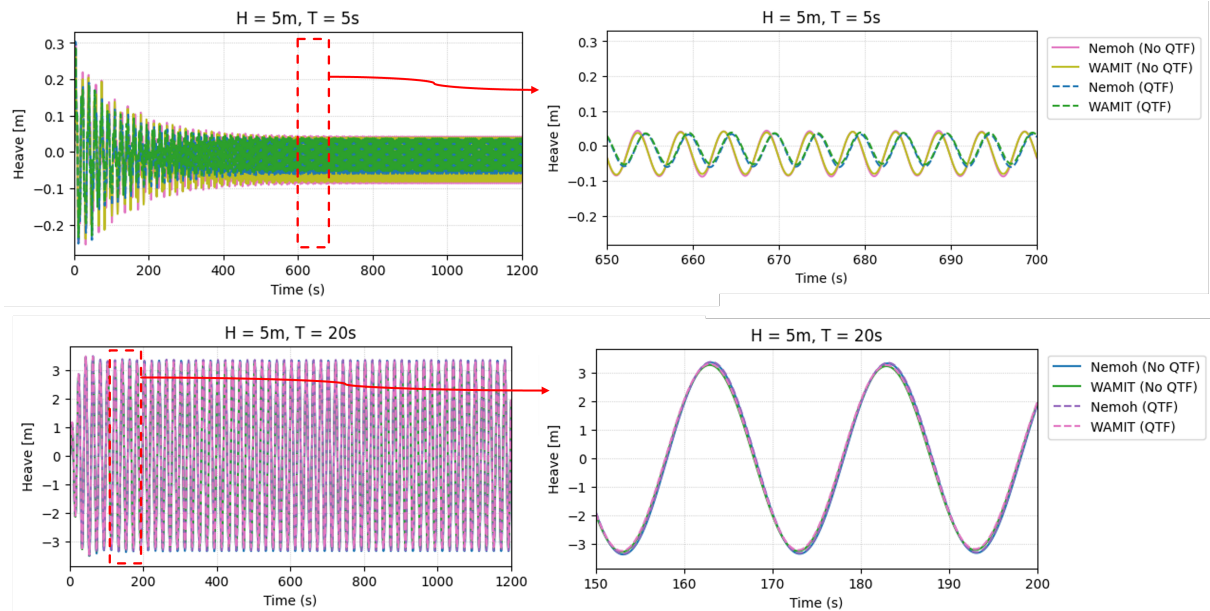 H = 5m, T = 5s
Heave [m]
0.3
0.2
0.1
0.0
−0.1
−0.2
0 200 400 600 800 1000 1200
Time (s)
H = 5m, T = 5s
Heave [m]
0.3
0.2
0.1
0.0
−0.1
−0.2
650 660 670 680 690 700
Time (s)
Nemoh (No QTF)
WAMIT (No QTF)
Nemoh (QTF)
WAMIT (QTF)
H = 5m, T = 20s
Heave [m]
3
2
1
0
−1
−2
−3
0 200 400 600 800 1000 1200
Time (s)
H = 5m, T = 20s
Heave [m]
3
2
1
0
−1
−2
−3
150 160 170 180 190 200
Time (s)
Nemoh (No QTF)
WAMIT (No QTF)
Nemoh (QTF)
WAMIT (QTF)